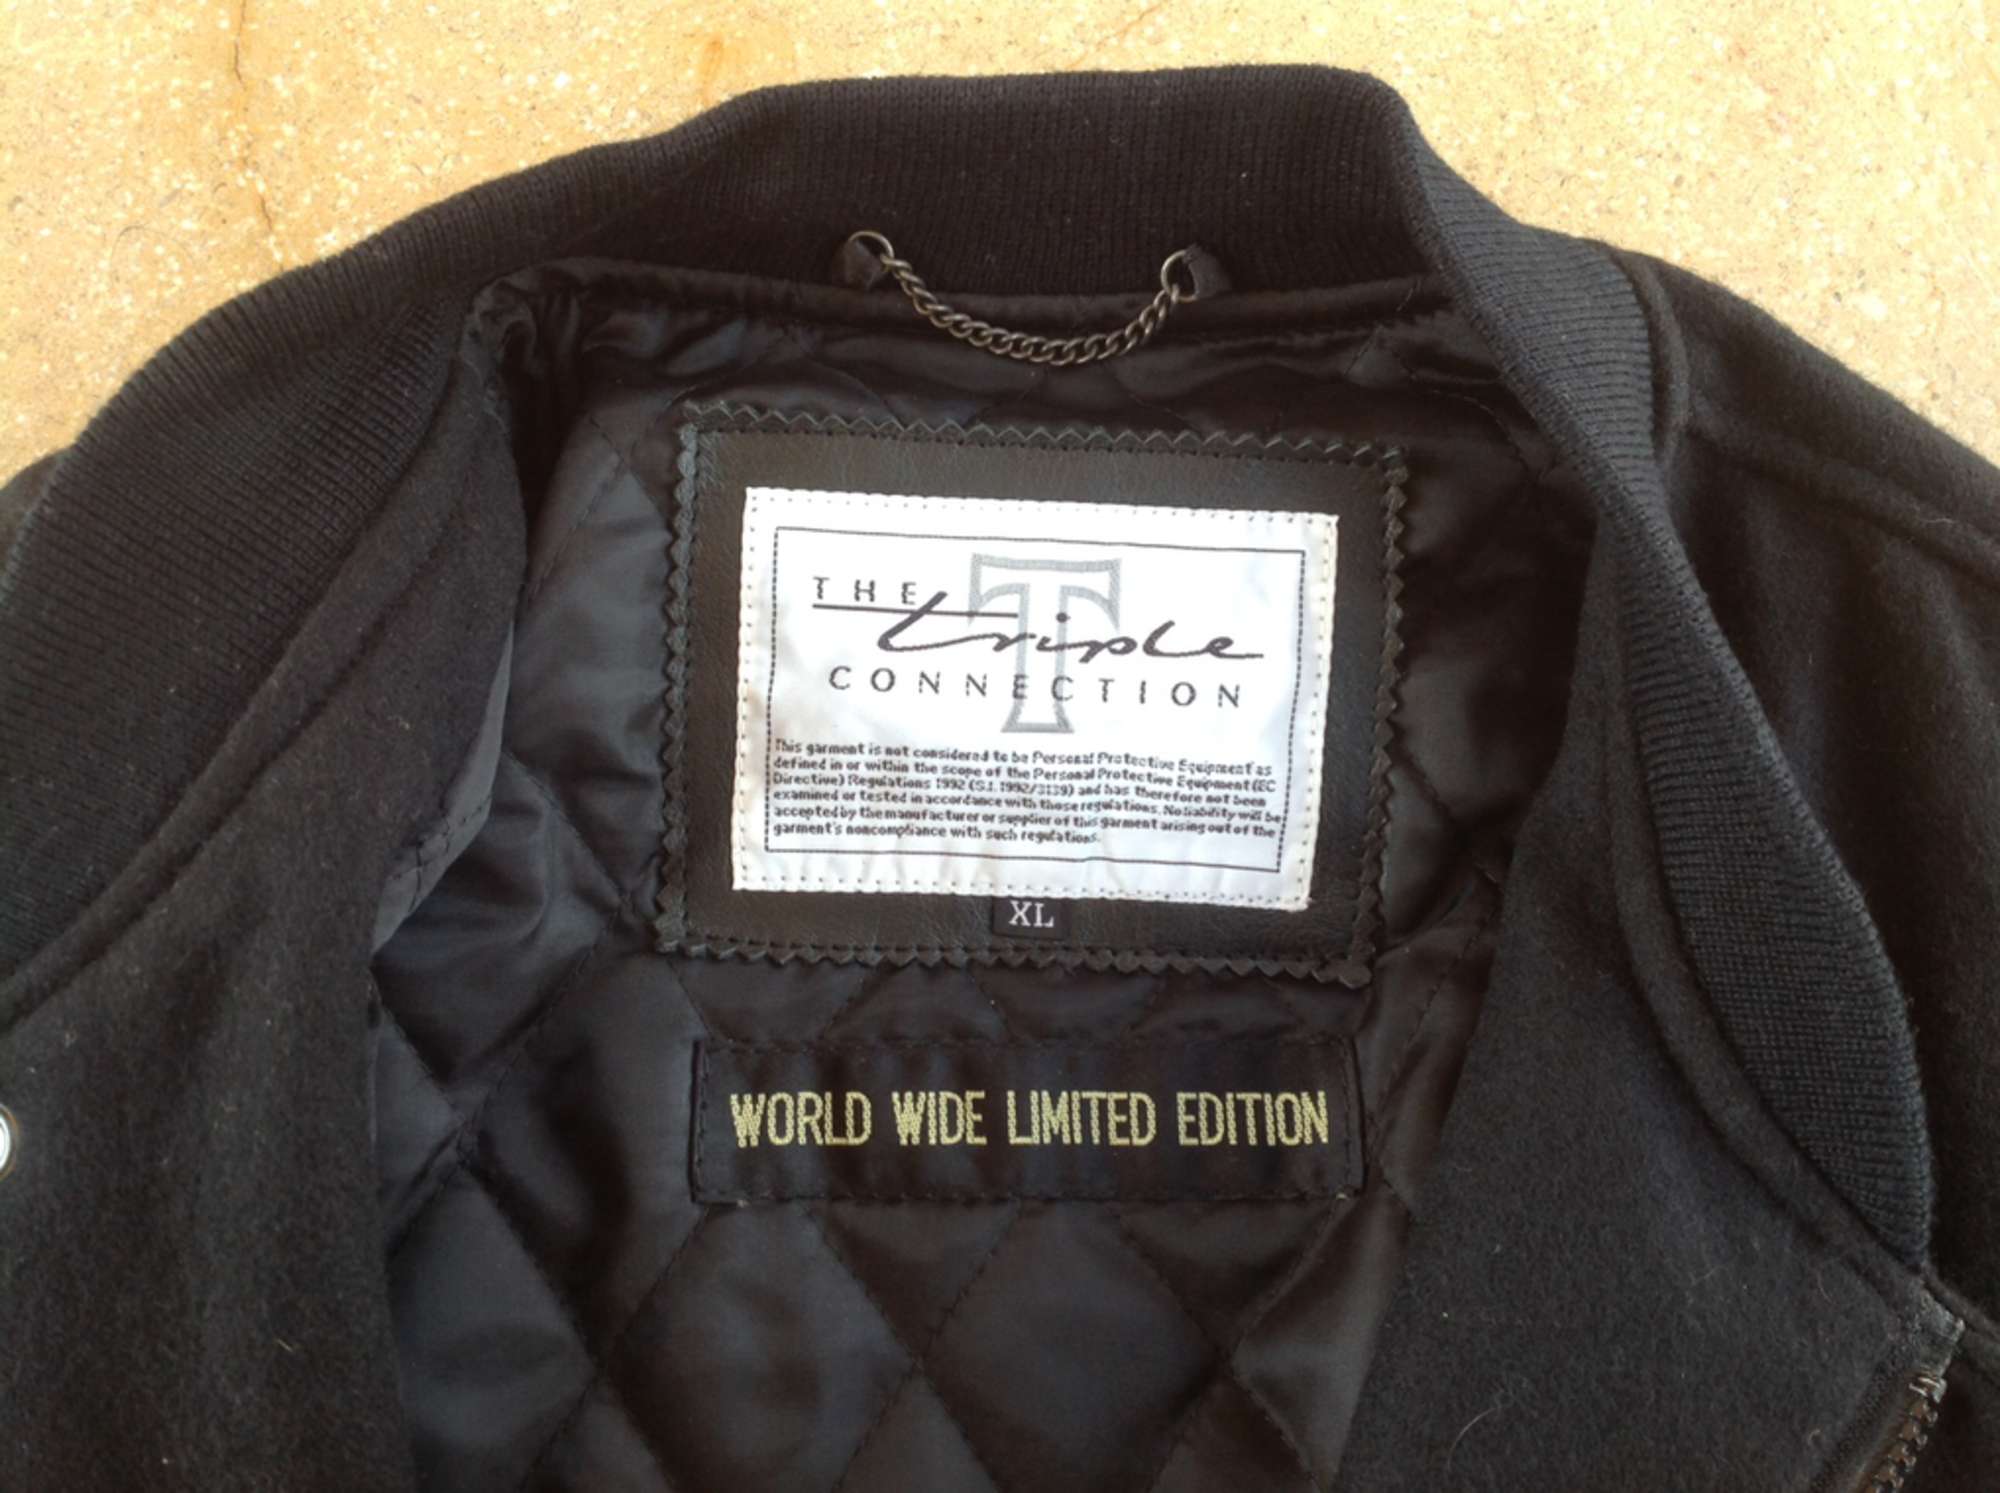 THE
T
triple
CONNECTION
This garment is not considered to be Personal Protective Equipment as
defined in or within the scope of the Personal Protective Equipment (EC
Directive) Regulations 1992 (S.I. 1992/3139) and has therefore not been
examined or tested in accordance with those regulations. No liability will be
accepted by the manufacturer or supplier of this garment arising out of the
garment's noncompliance with such regulations.
XL
WORLD WIDE LIMITED EDITION